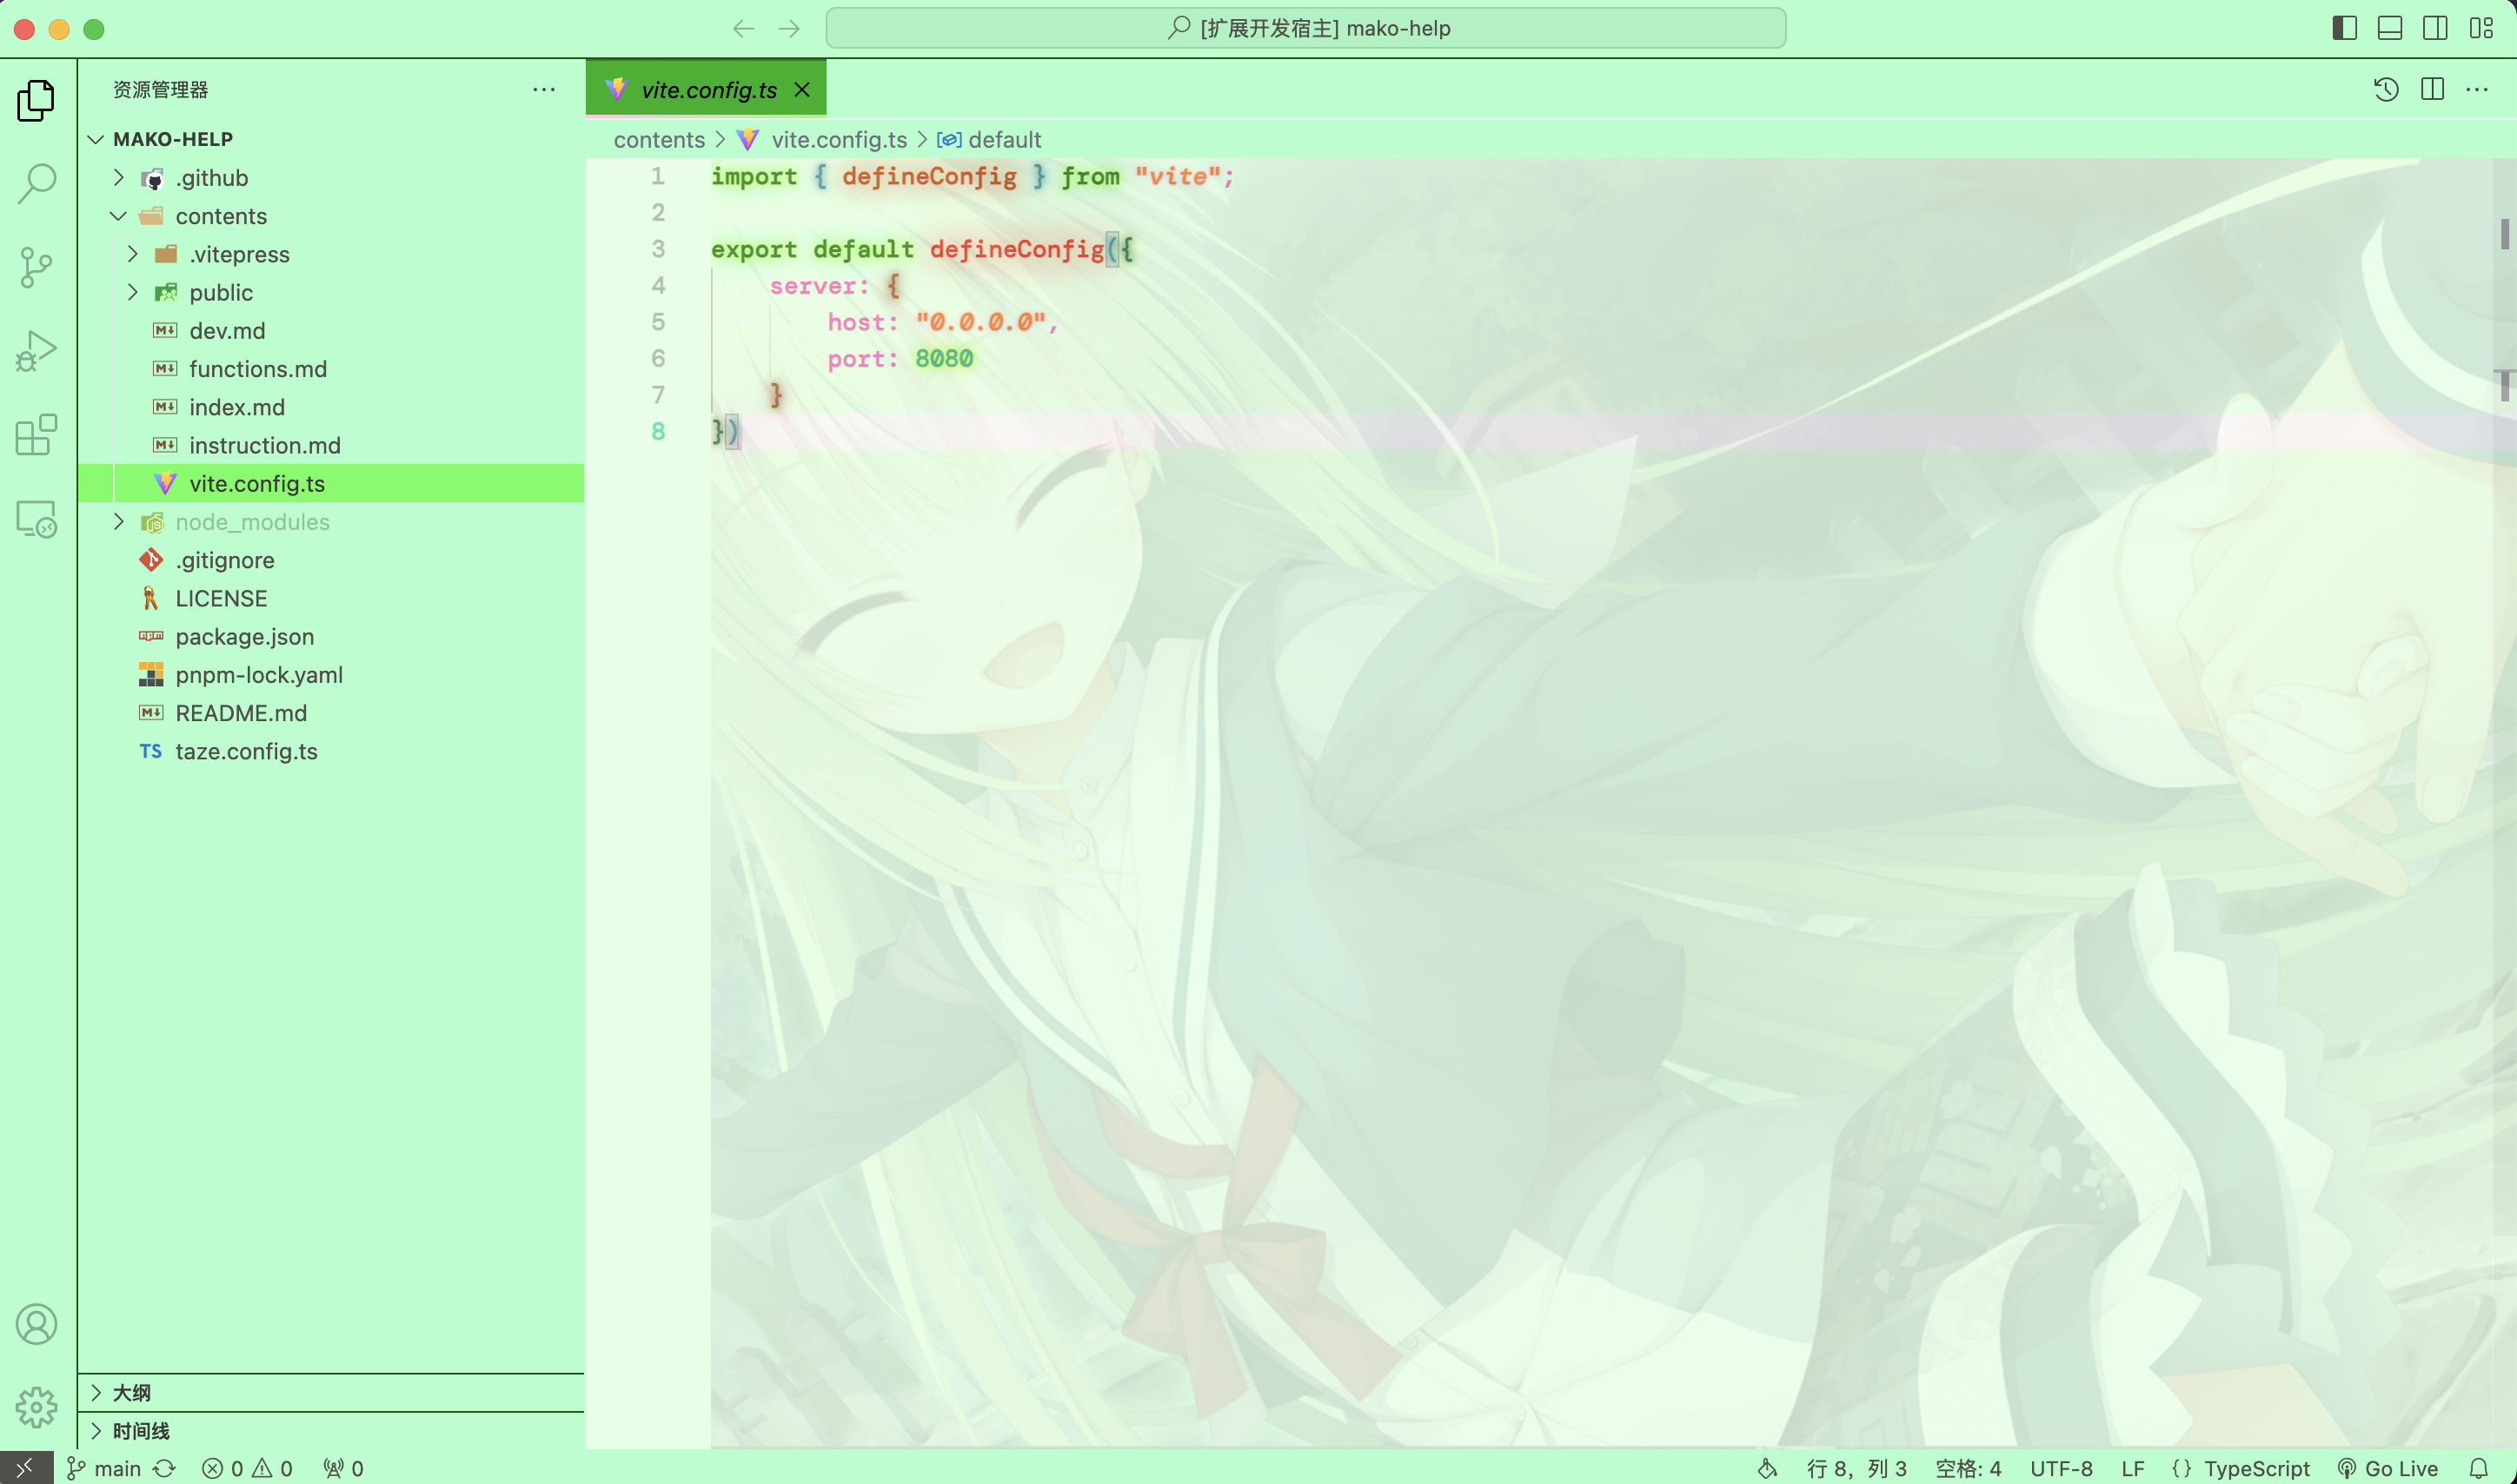 [扩展开发宿主] mako-help
资源管理器
MAKO-HELP
.github
contents
.vitepress
public
dev.md
functions.md
index.md
instruction.md
vite.config.ts
node_modules
.gitignore
LICENSE
package.json
pnpm-lock.yaml
README.md
TS taze.config.ts
大纲
时间线
vite.config.ts
contents > vite.config.ts > default
1 import { defineConfig } from "vite";
2
3 export default defineConfig({
4     server: {
5         host: "0.0.0.0",
6         port: 8080
7     }
8 })
main 0 0 0
行 8，列 3 空格: 4 UTF-8 LF {} TypeScript Go Live